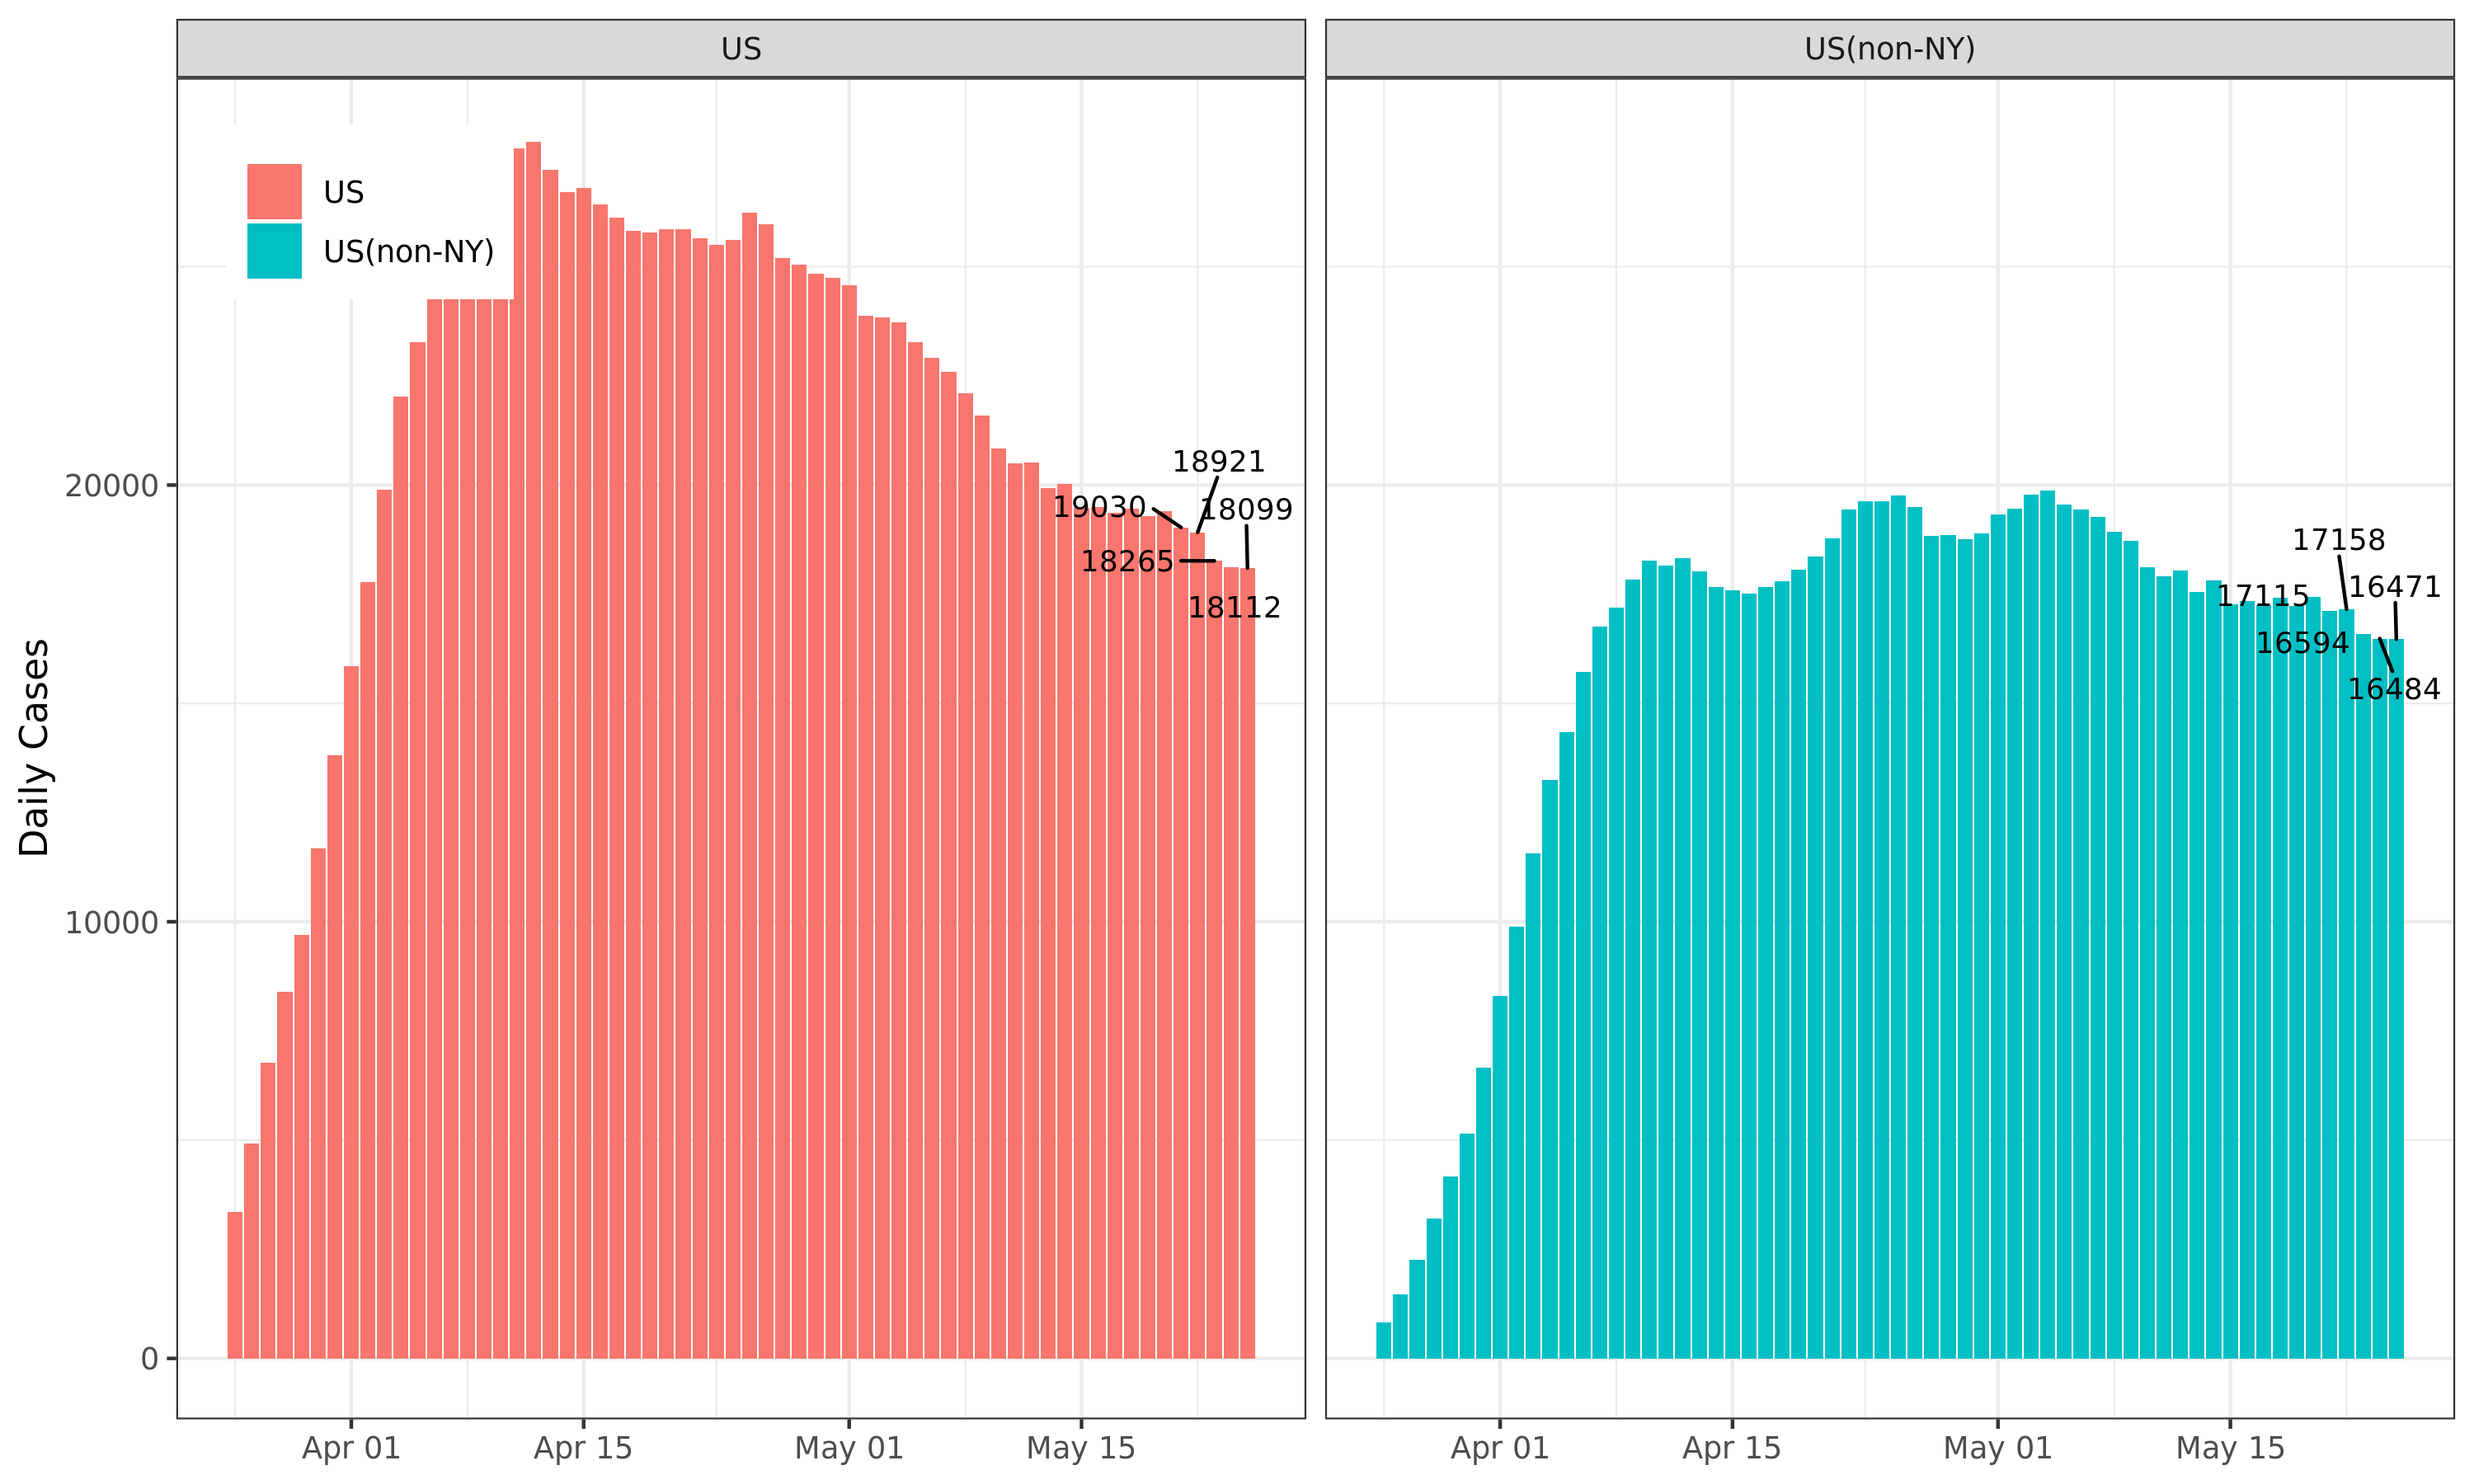 US
US(non-NY)
US
US(non-NY)
Daily Cases
20000
10000
0
18921
19030
18099
18265
18112
17158
16471
17115
16594
16484
Apr 01
Apr 15
May 01
May 15
Apr 01
Apr 15
May 01
May 15